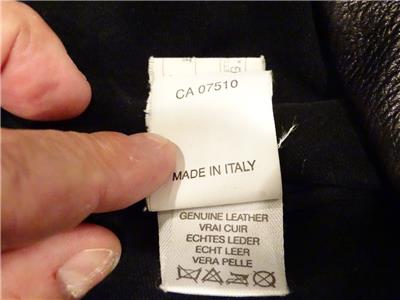 CA 07510
MADE IN ITALY
GENUINE LEATHER
VRAI CUIR
ECHTES LEDER
ECHT LEER
VERA PELLE